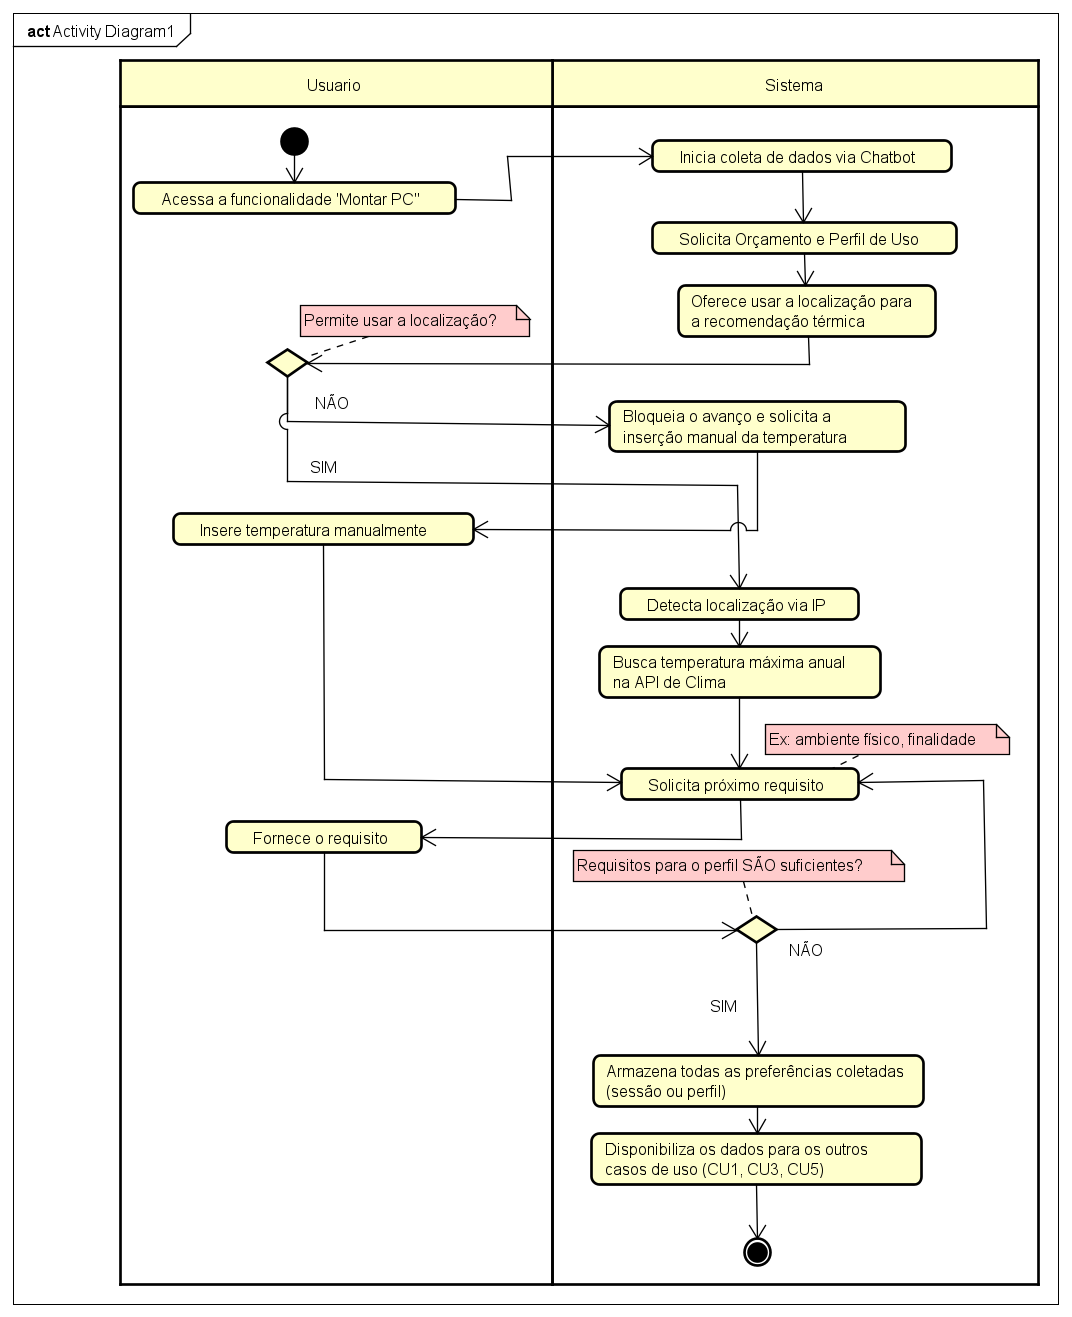 act Activity Diagram1
Usuario
Sistema
Inicia coleta de dados via Chatbot
Acessa a funcionalidade 'Montar PC"
Solicita Orçamento e Perfil de Uso
Oferece usar a localização para
a recomendação térmica
Permite usar a localização?
NÃO
Bloqueia o avanço e solicita a
inserção manual da temperatura
SIM
Insere temperatura manualmente
Detecta localização via IP
Busca temperatura máxima anual
na API de Clima
Ex: ambiente físico, finalidade
Solicita próximo requisito
Fornece o requisito
Requisitos para o perfil SÃO suficientes?
NÃO
SIM
Armazena todas as preferências coletadas
(sessão ou perfil)
Disponibiliza os dados para os outros
casos de uso (CU1, CU3, CU5)